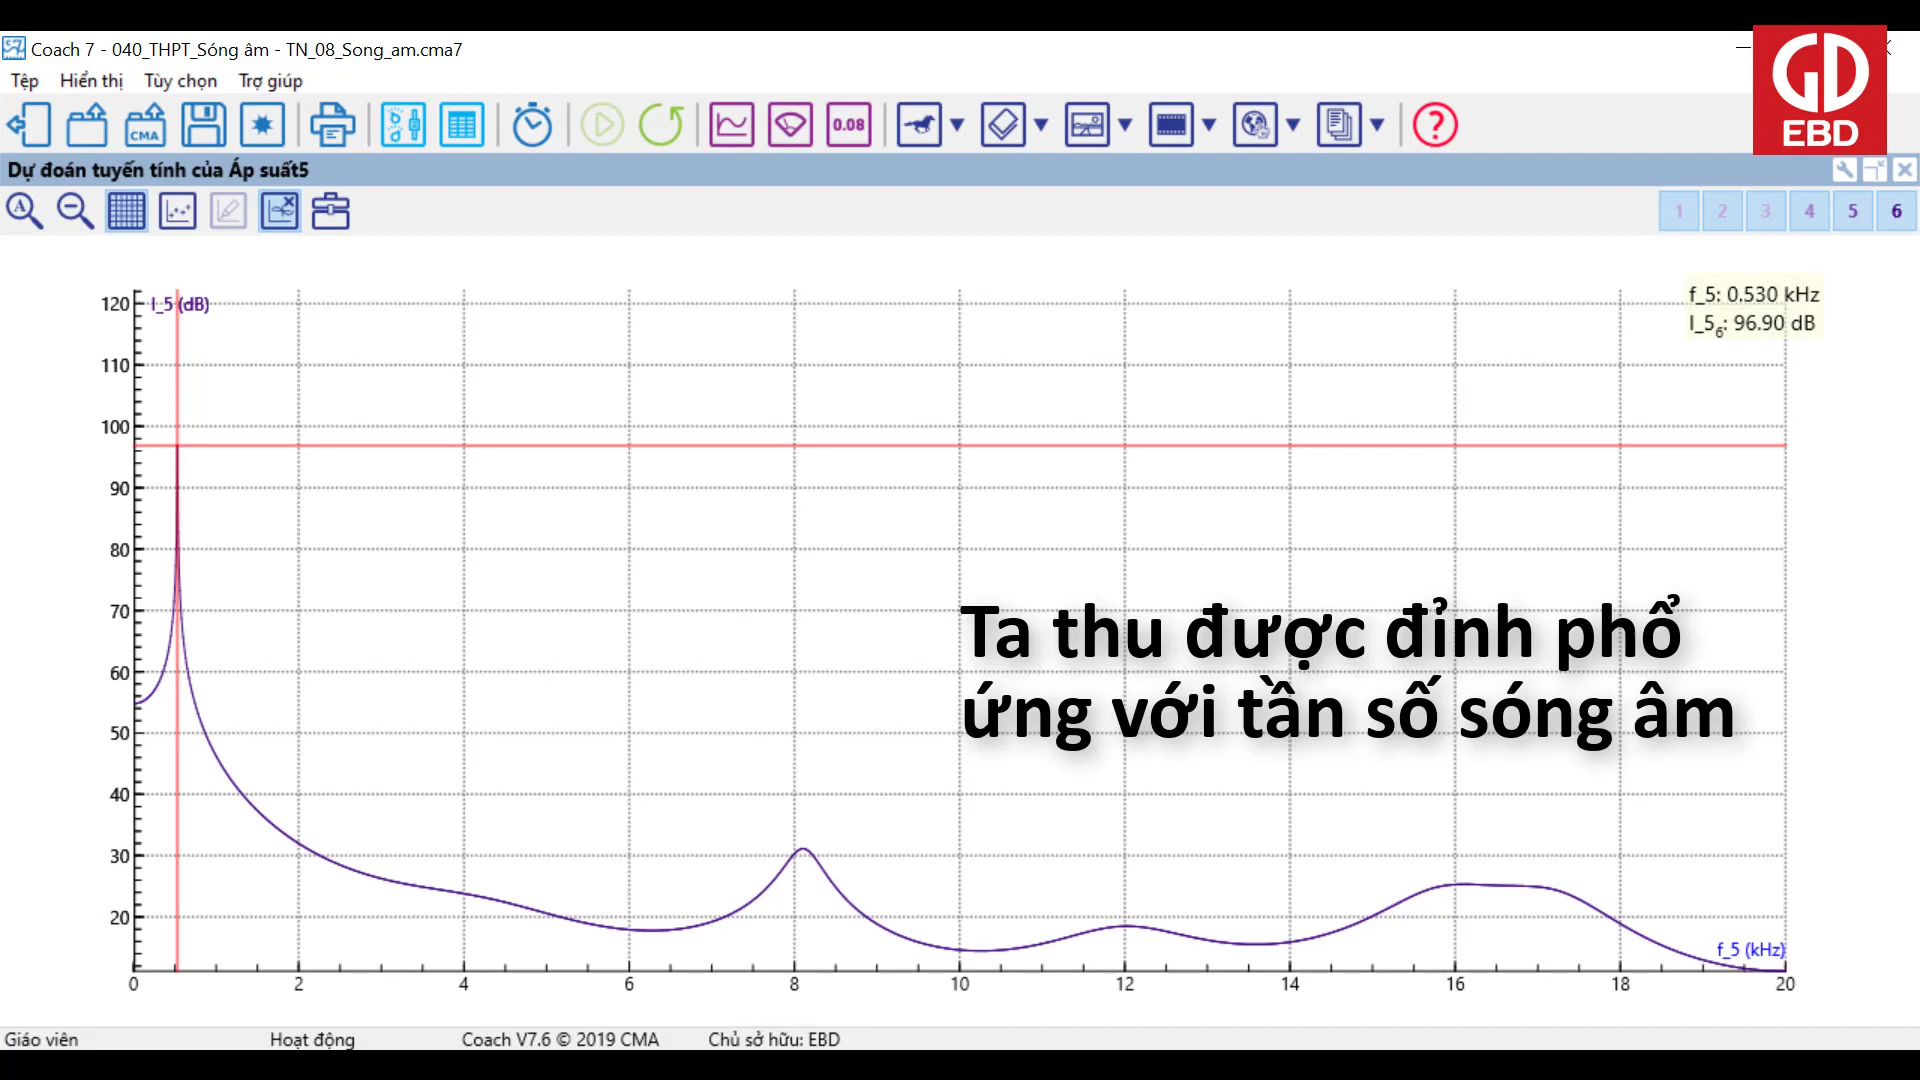 Coach 7 - 040_THPT_Sóng âm - TN_08_Song_am.cma7
GD
EBD
Tệp Hiển thị Tùy chọn Trợ giúp
CMA
0.08
?
Dự đoán tuyến tính của Áp suất5
A
1 2 3 4 5 6
f_5: 0.530 kHz
I_5₆: 96.90 dB
I_5 (dB)
120
110
100
90
80
70
60
50
40
30
20
Ta thu được đỉnh phổ
ứng với tần số sóng âm
f_5 (kHz)
0 2 4 6 8 10 12 14 16 18 20
Giáo viên Hoạt động Coach V7.6 © 2019 CMA Chủ sở hữu: EBD